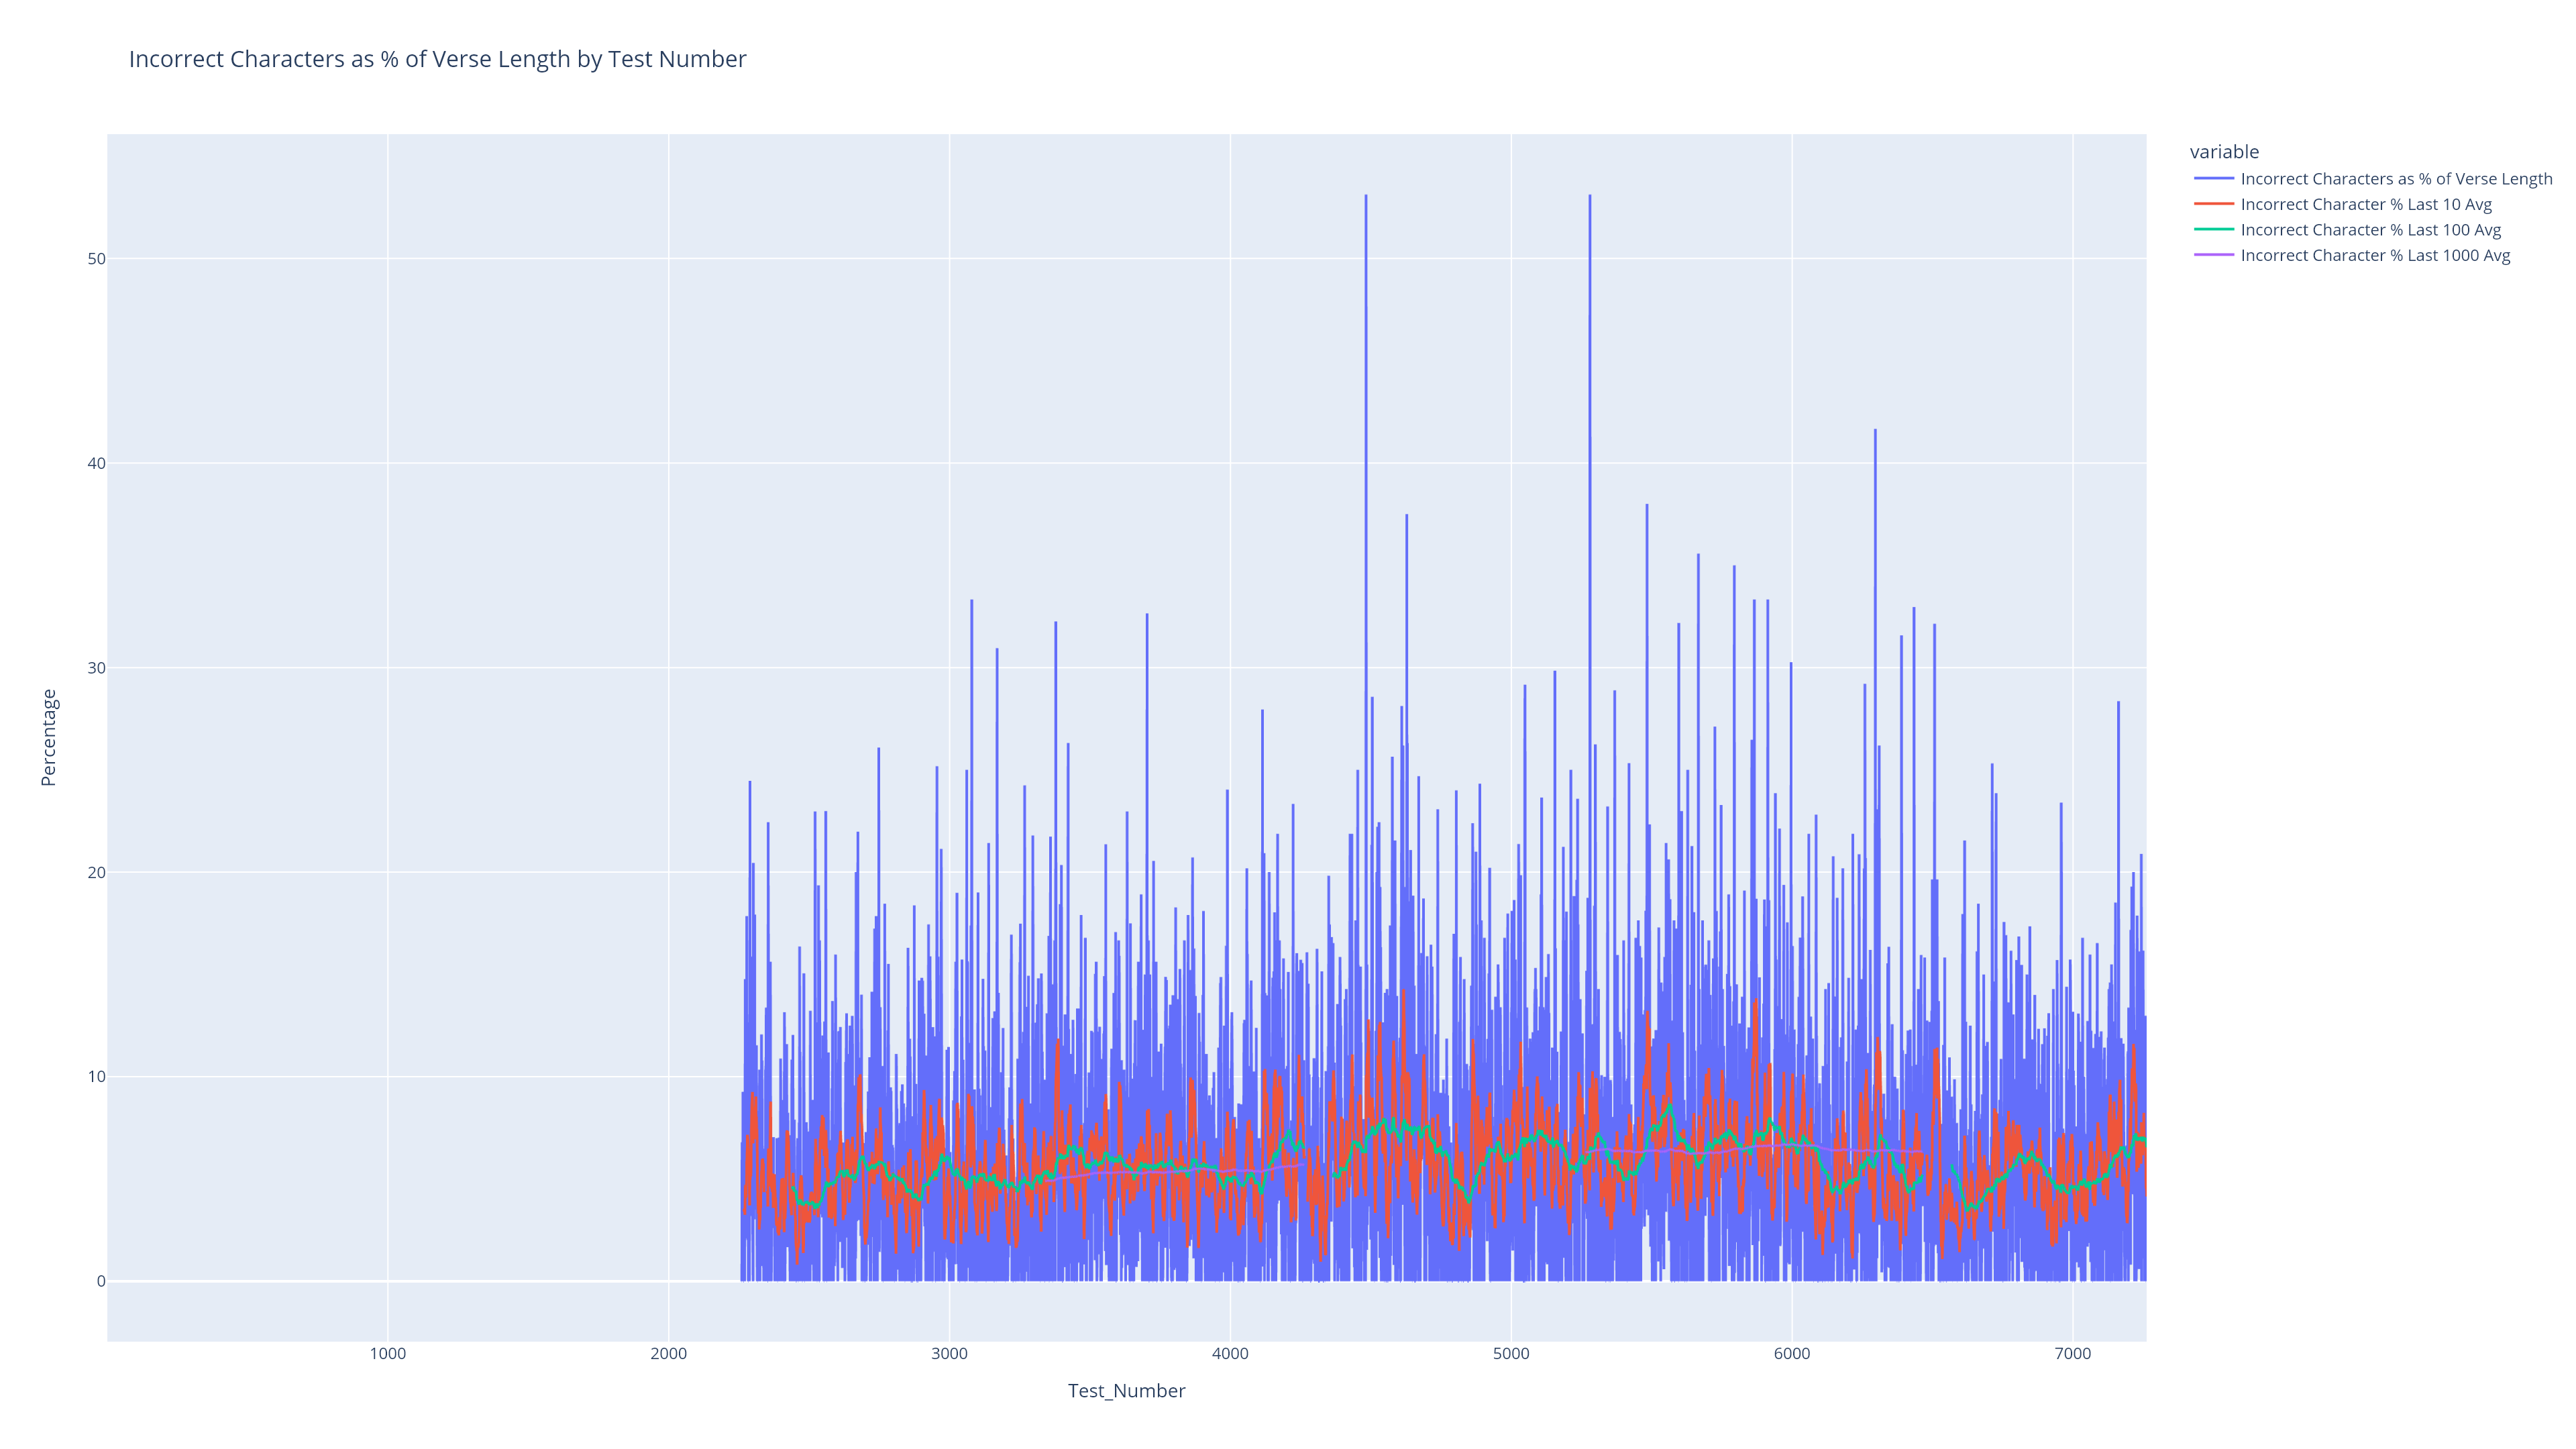 Incorrect Characters as % of Verse Length by Test Number
variable
Incorrect Characters as % of Verse Length
Incorrect Character % Last 10 Avg
Incorrect Character % Last 100 Avg
Incorrect Character % Last 1000 Avg
Percentage
50
40
30
20
10
0
1000 2000 3000 4000 5000 6000 7000
Test_Number